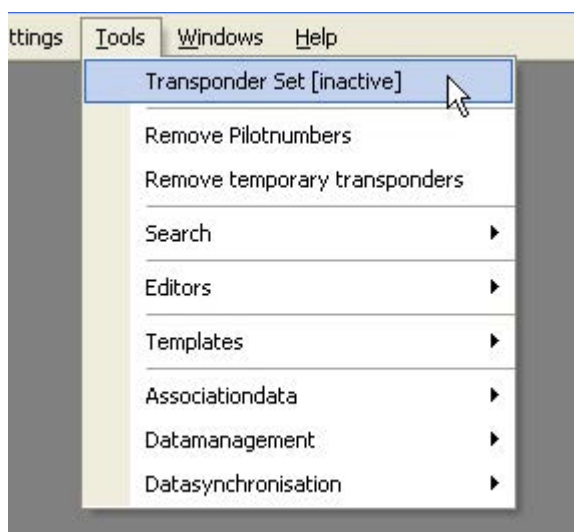 ttings Tools Windows Help
Transponder Set [inactive]
Remove Pilotnumbers
Remove temporary transponders
Search
Editors
Templates
Associationdata
Datamanagement
Datasynchronisation